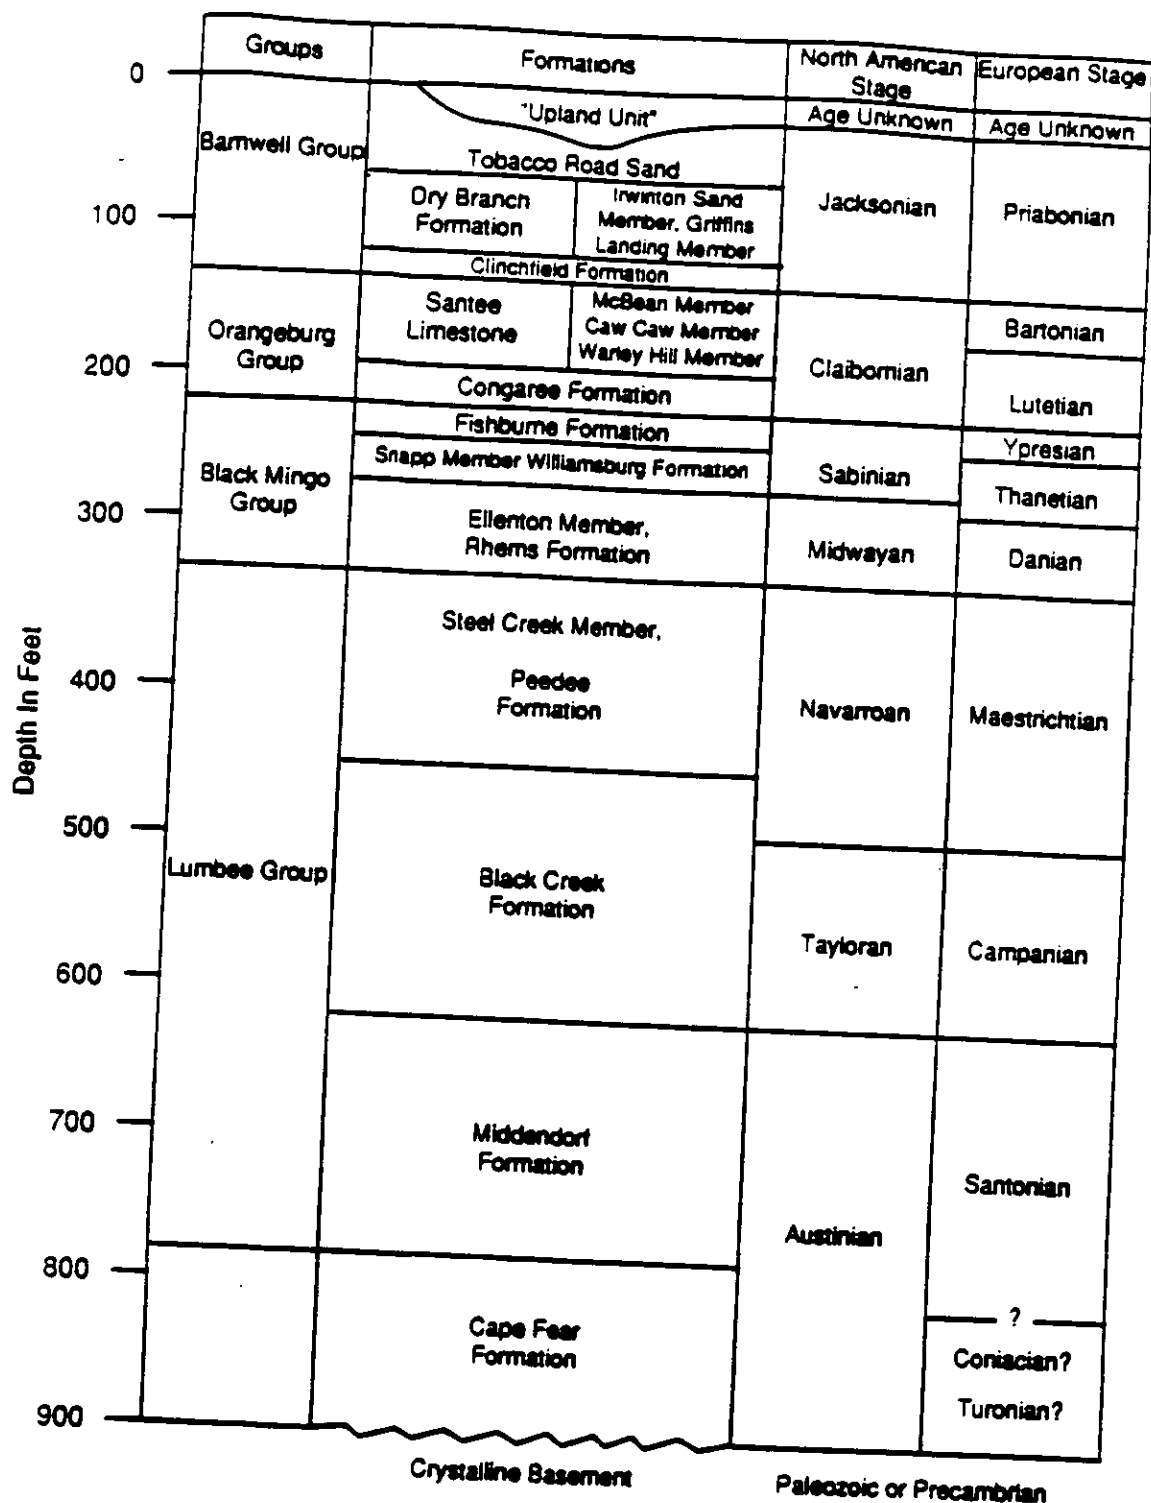 Groups
Formations
North American
Stage
European Stage
0
"Upland Unit"
Age Unknown
Age Unknown
Barnwell Group
Tobacco Road Sand
100
Dry Branch
Formation
Irwinton Sand
Member, Griffins
Landing Member
Jacksonian
Priabonian
Clinchfield Formation
Orangeburg
Group
Santee
Limestone
McBean Member
Caw Caw Member
Warley Hill Member
Claibornian
Bartonian
200
Congaree Formation
Lutetian
Fishburne Formation
Ypresian
Black Mingo
Group
Snapp Member Williamsburg Formation
Sabinian
Thanetian
300
Ellenton Member,
Rhems Formation
Midwayan
Danian
Depth In Feet
Steel Creek Member,
400
Peedee
Formation
Navarroan
Maestrichtian
500
Lumbee Group
Black Creek
Formation
600
Tayloran
Campanian
700
Middendorf
Formation
Santonian
Austinian
800
Cape Fear
Formation
?
Coniacian?
Turonian?
900
Crystalline Basement
Paleozoic or Precambrian